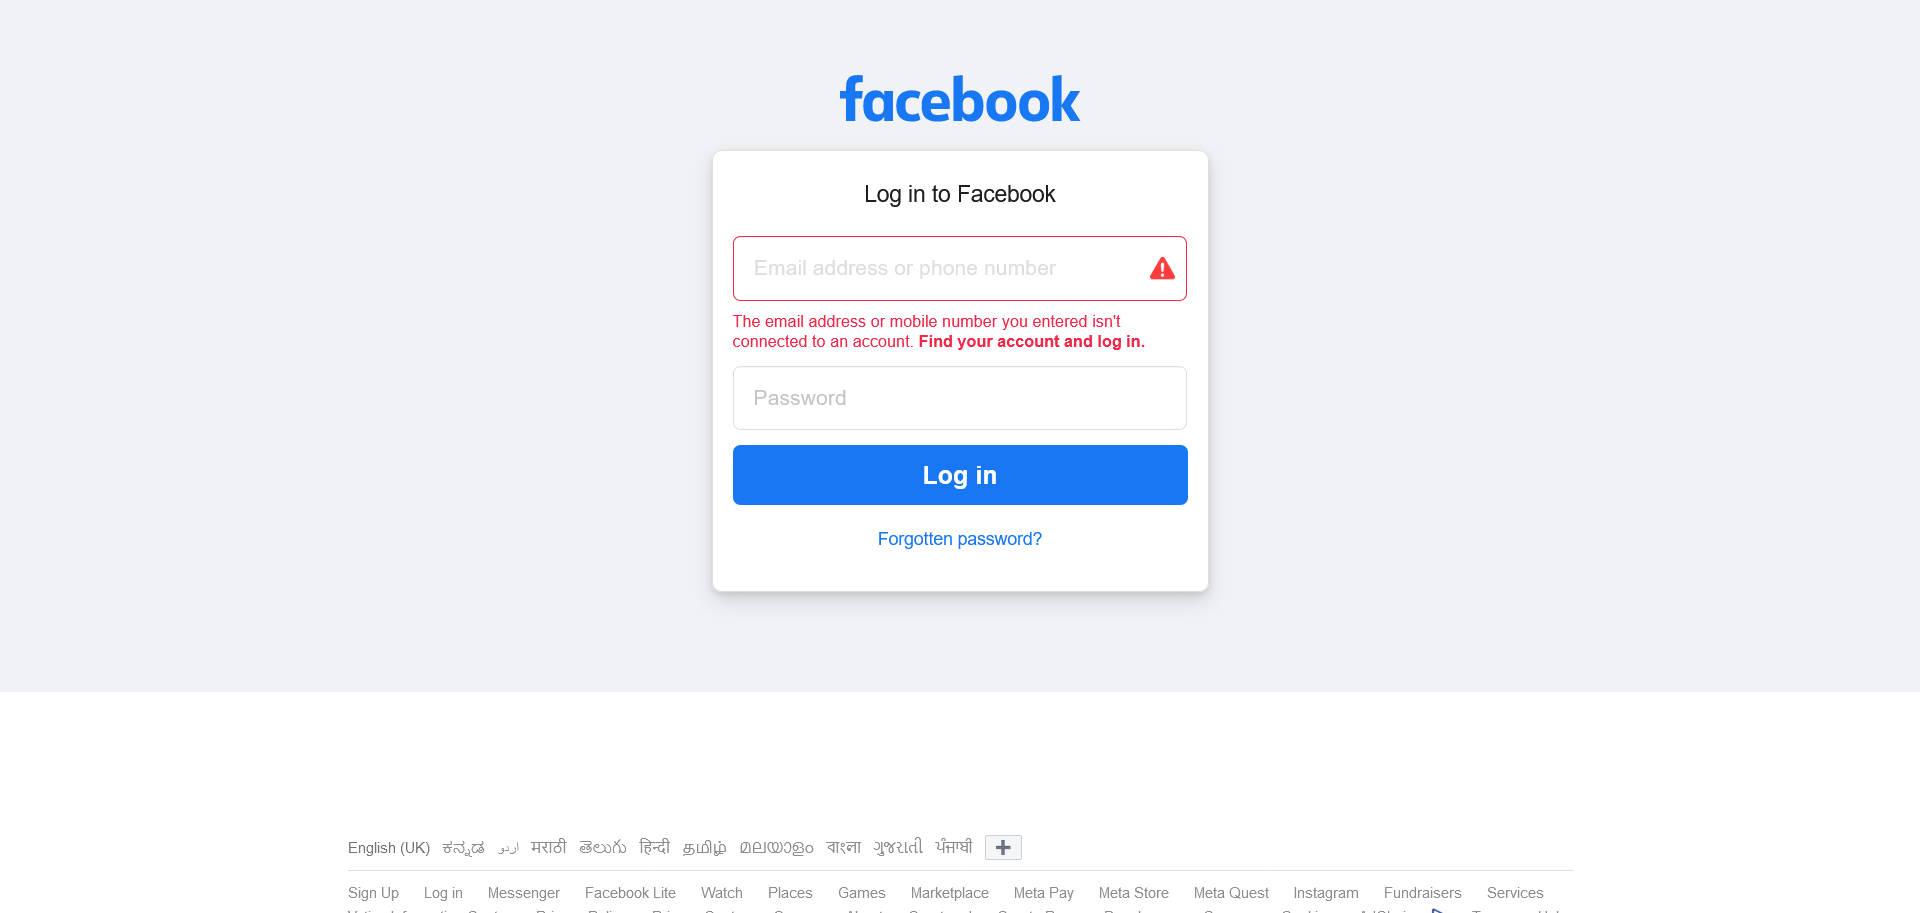 facebook
Log in to Facebook
Email address or phone number
The email address or mobile number you entered isn't
connected to an account. Find your account and log in.
Password
Log in
Forgotten password?
English (UK) ಕನ್ನಡ اردو मराठी తెలుగు हिन्दी தமிழ் മലയാളം বাংলা ગુજરાતી ਪੰਜਾਬੀ
Sign Up Log in Messenger Facebook Lite Watch Places Games Marketplace Meta Pay Meta Store Meta Quest Instagram Fundraisers Services